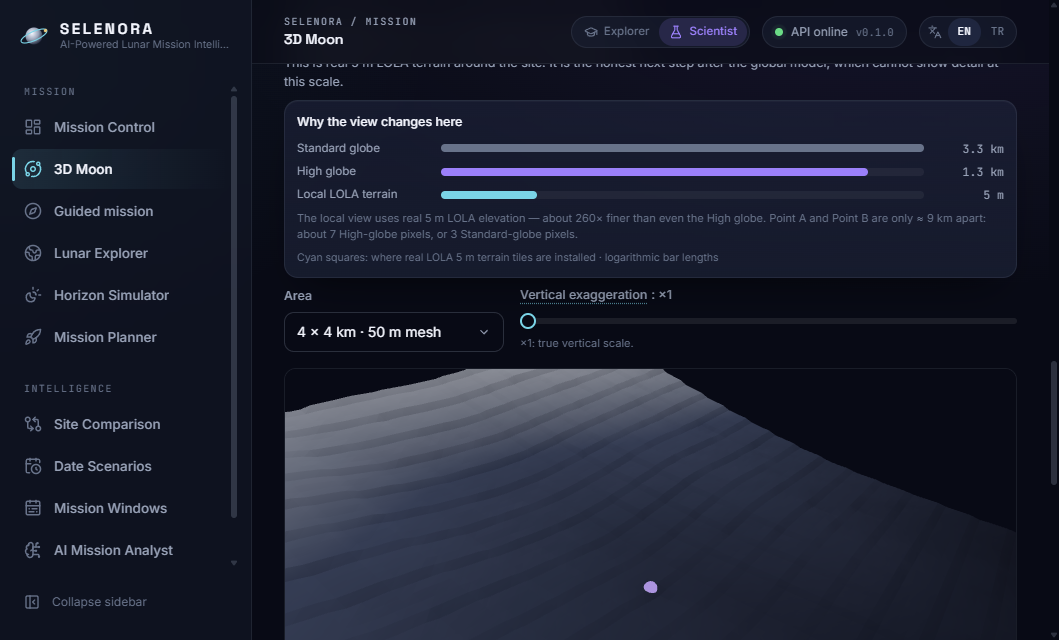 SELENORA
AI-Powered Lunar Mission Intelli...
MISSION
Mission Control
3D Moon
Guided mission
Lunar Explorer
Horizon Simulator
Mission Planner
INTELLIGENCE
Site Comparison
Date Scenarios
Mission Windows
AI Mission Analyst
Collapse sidebar
SELENORA / MISSION
3D Moon
Explorer
Scientist
API online v0.1.0
EN
TR
This is real 5 m LOLA terrain around the site. It is the honest next step after the global model, which cannot show detail at
this scale.
Why the view changes here
Standard globe 3.3 km
High globe 1.3 km
Local LOLA terrain 5 m
The local view uses real 5 m LOLA elevation — about 260× finer than even the High globe. Point A and Point B are only ≈ 9 km apart:
about 7 High-globe pixels, or 3 Standard-globe pixels.
Cyan squares: where real LOLA 5 m terrain tiles are installed · logarithmic bar lengths
Area
4 × 4 km · 50 m mesh
Vertical exaggeration : ×1
×1: true vertical scale.